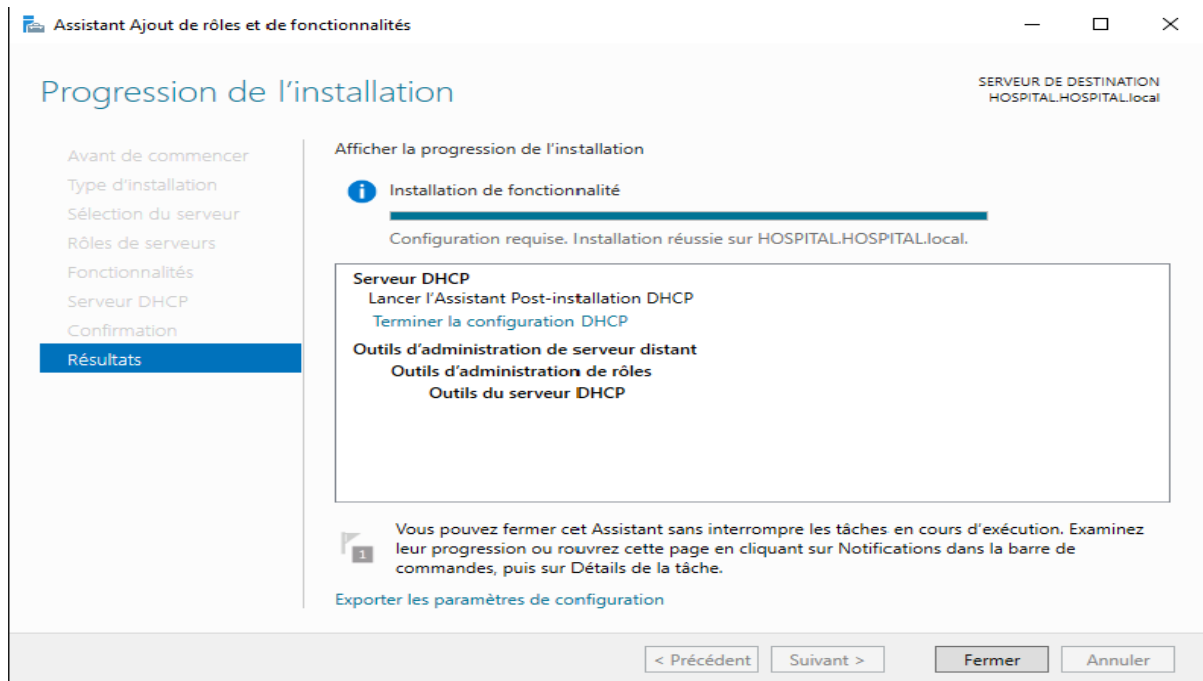 Assistant Ajout de rôles et de fonctionnalités
Progression de l'installation
SERVEUR DE DESTINATION
HOSPITAL.HOSPITAL.local
Avant de commencer
Type d'installation
Sélection du serveur
Rôles de serveurs
Fonctionnalités
Serveur DHCP
Confirmation
Résultats
Afficher la progression de l'installation
Installation de fonctionnalité
Configuration requise. Installation réussie sur HOSPITAL.HOSPITAL.local.
Serveur DHCP
Lancer l'Assistant Post-installation DHCP
Terminer la configuration DHCP
Outils d'administration de serveur distant
Outils d'administration de rôles
Outils du serveur DHCP
1
Vous pouvez fermer cet Assistant sans interrompre les tâches en cours d'exécution. Examinez
leur progression ou rouvrez cette page en cliquant sur Notifications dans la barre de
commandes, puis sur Détails de la tâche.
Exporter les paramètres de configuration
< Précédent
Suivant >
Fermer
Annuler